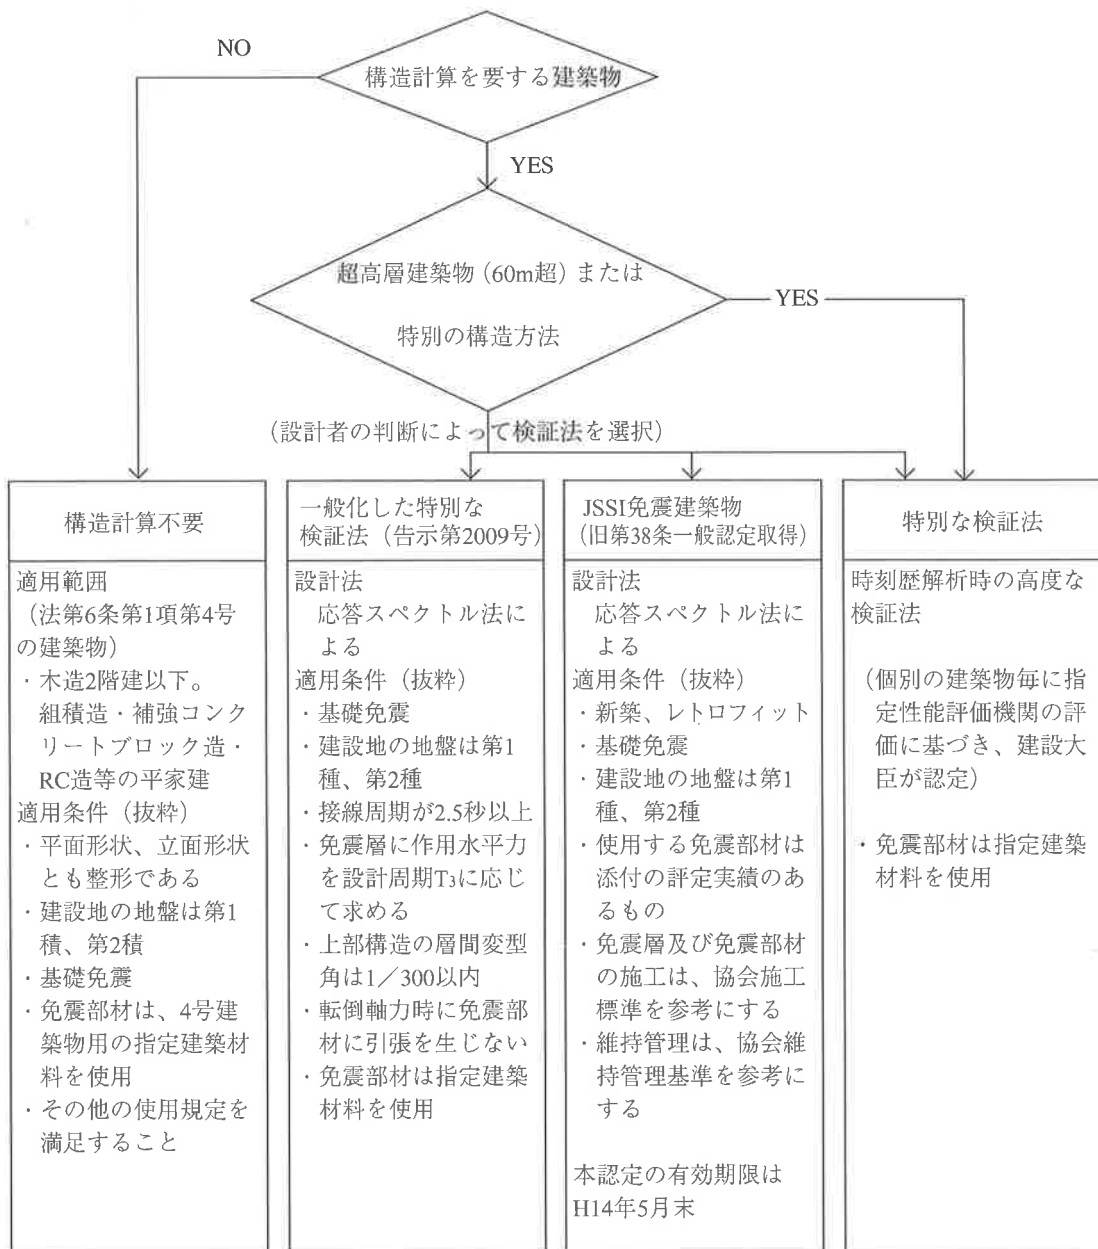 NO
構造計算を要する建築物
YES
超高層建築物（60m超）または
特別の構造方法
YES
（設計者の判断によって検証法を選択）
構造計算不要
適用範囲
（法第6条第1項第4号
の建築物）
・木造2階建以下。
組積造・補強コンク
リートブロック造・
RC造等の平家建
適用条件（抜粋）
・平面形状、立面形状
とも整形である
・建設地の地盤は第1
積、第2積
・基礎免震
・免震部材は、4号建
築物用の指定建築材
料を使用
・その他の使用規定を
満足すること
一般化した特別な
検証法（告示第2009号）
設計法
応答スペクトル法に
よる
適用条件（抜粋）
・基礎免震
・建設地の地盤は第1
種、第2種
・接線周期が2.5秒以上
・免震層に作用水平力
を設計周期T3に応じ
て求める
・上部構造の層間変型
角は1／300以内
・転倒軸力時に免震部
材に引張を生じない
・免震部材は指定建築
材料を使用
JSSI免震建築物
（旧第38条一般認定取得）
設計法
応答スペクトル法に
よる
適用条件（抜粋）
・新築、レトロフィット
・基礎免震
・建設地の地盤は第1
種、第2種
・使用する免震部材は
添付の評定実績のあ
るもの
・免震層及び免震部材
の施工は、協会施工
標準を参考にする
・維持管理は、協会維
持管理基準を参考に
する
本認定の有効期限は
H14年5月末
特別な検証法
時刻歴解析時の高度な
検証法
（個別の建築物毎に指
定性能評価機関の評
価に基づき、建設大
臣が認定）
・免震部材は指定建築
材料を使用